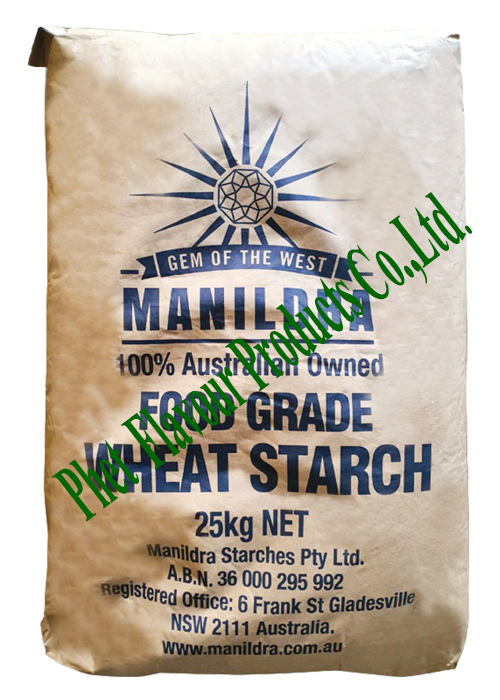 GEM OF THE WEST
MANILDRA
100% Australian Owned
FOOD GRADE
WHEAT STARCH
25kg NET
Manildra Starches Pty Ltd.
A.B.N. 36 000 295 992
Registered Office: 6 Frank St Gladesville
NSW 2111 Australia.
www.manildra.com.au
Phet Flavour Products Co.,Ltd.